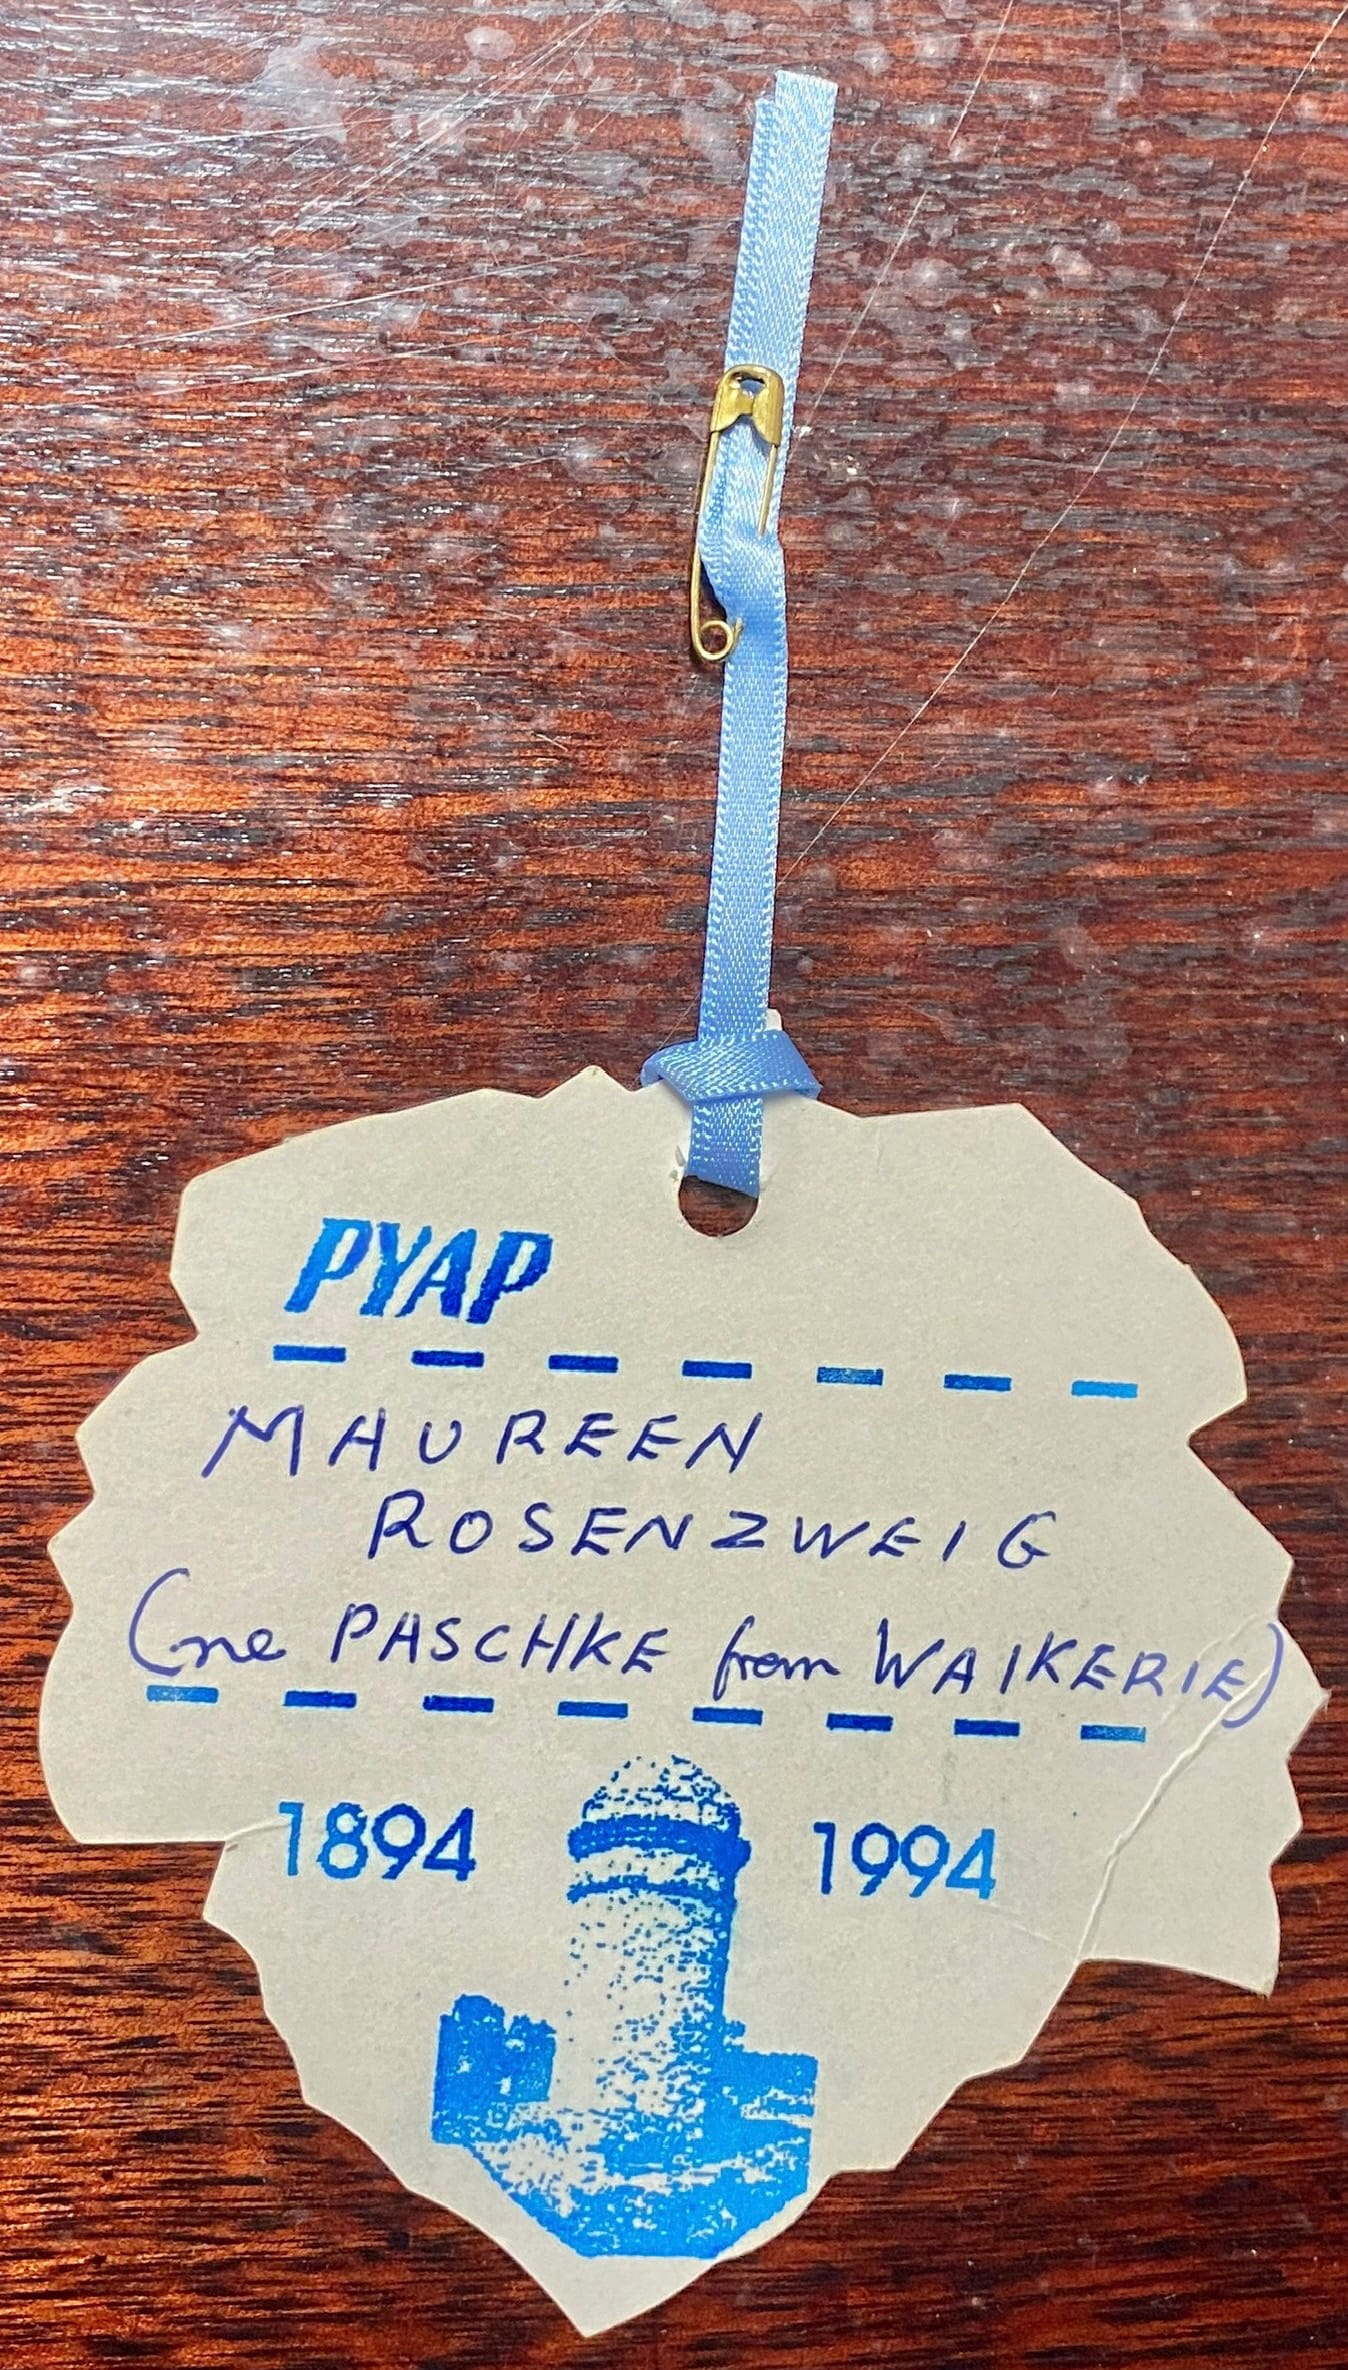 PYAP
MAUREEN
ROSENZWEIG
(ne PASCHKE from WAIKERIE)
1894 1994